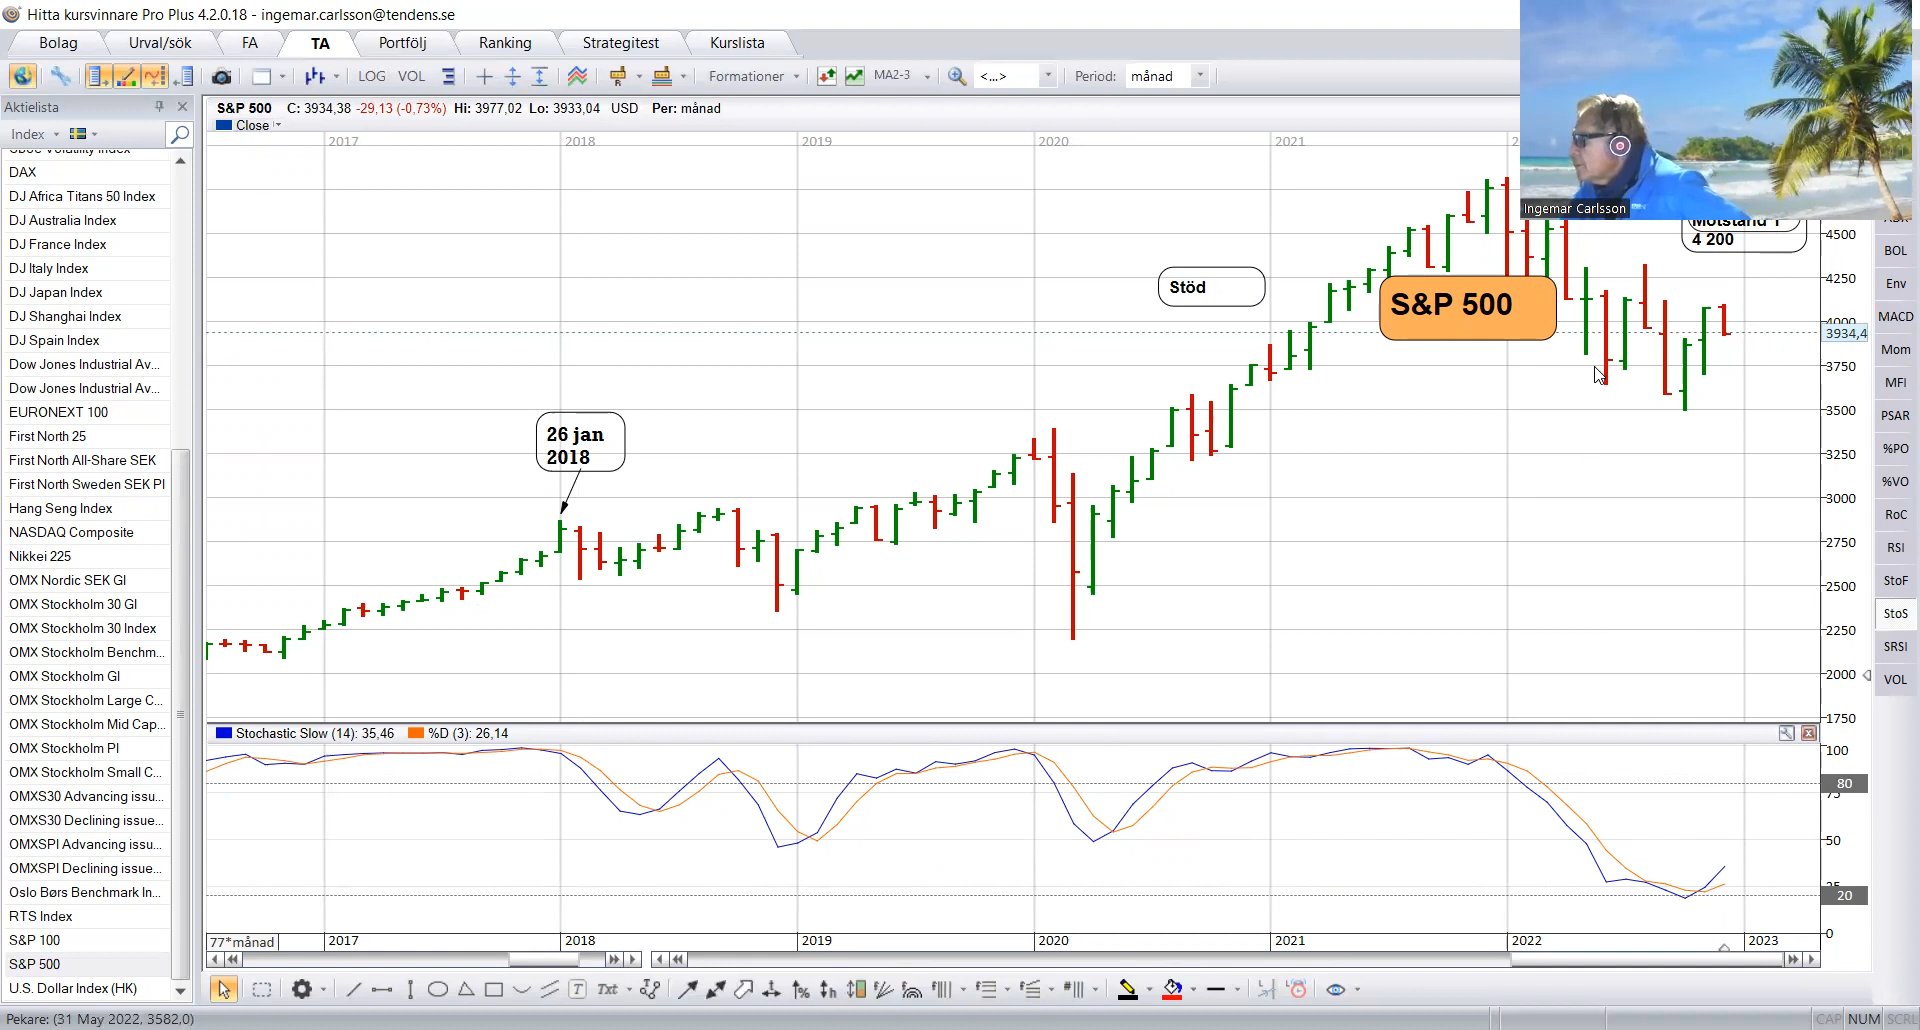 Hitta kursvinnare Pro Plus 4.2.0.18 - ingemar.carlsson@tendens.se
Bolag
Urval/sök
FA
TA
Portfölj
Ranking
Strategitest
Kurslista
LOG
VOL
Formationer
MA2-3
<...>
Period:
månad
Aktielista
Index
DAX
DJ Africa Titans 50 Index
DJ Australia Index
DJ France Index
DJ Italy Index
DJ Japan Index
DJ Shanghai Index
DJ Spain Index
Dow Jones Industrial Av...
Dow Jones Industrial Av...
EURONEXT 100
First North 25
First North All-Share SEK
First North Sweden SEK PI
Hang Seng Index
NASDAQ Composite
Nikkei 225
OMX Nordic SEK GI
OMX Stockholm 30 GI
OMX Stockholm 30 Index
OMX Stockholm Benchm...
OMX Stockholm GI
OMX Stockholm Large C...
OMX Stockholm Mid Cap...
OMX Stockholm PI
OMX Stockholm Small C...
OMXS30 Advancing issu...
OMXS30 Declining issue...
OMXSPI Advancing issu...
OMXSPI Declining issue...
Oslo Børs Benchmark In...
RTS Index
S&P 100
S&P 500
U.S. Dollar Index (HK)
S&P 500 C: 3934,38 -29,13 (-0,73%) Hi: 3977,02 Lo: 3933,04 USD Per: månad
Close
2017
2018
2019
2020
2021
Ingemar Carlsson
Motstånd 1
4 200
Stöd
S&P 500
26 jan
2018
4500
4250
4000
3934,4
3750
3500
3250
3000
2750
2500
2250
2000
1750
BOL
Env
MACD
Mom
MFI
PSAR
%PO
%VO
RoC
RSI
StoF
StoS
SRSI
VOL
Stochastic Slow (14): 35,46 %D (3): 26,14
100
80
75
50
25
20
0
77*månad
2017
2018
2019
2020
2021
2022
2023
T
Txt
Pekare: (31 May 2022, 3582,0)
CAP
NUM
SCRL